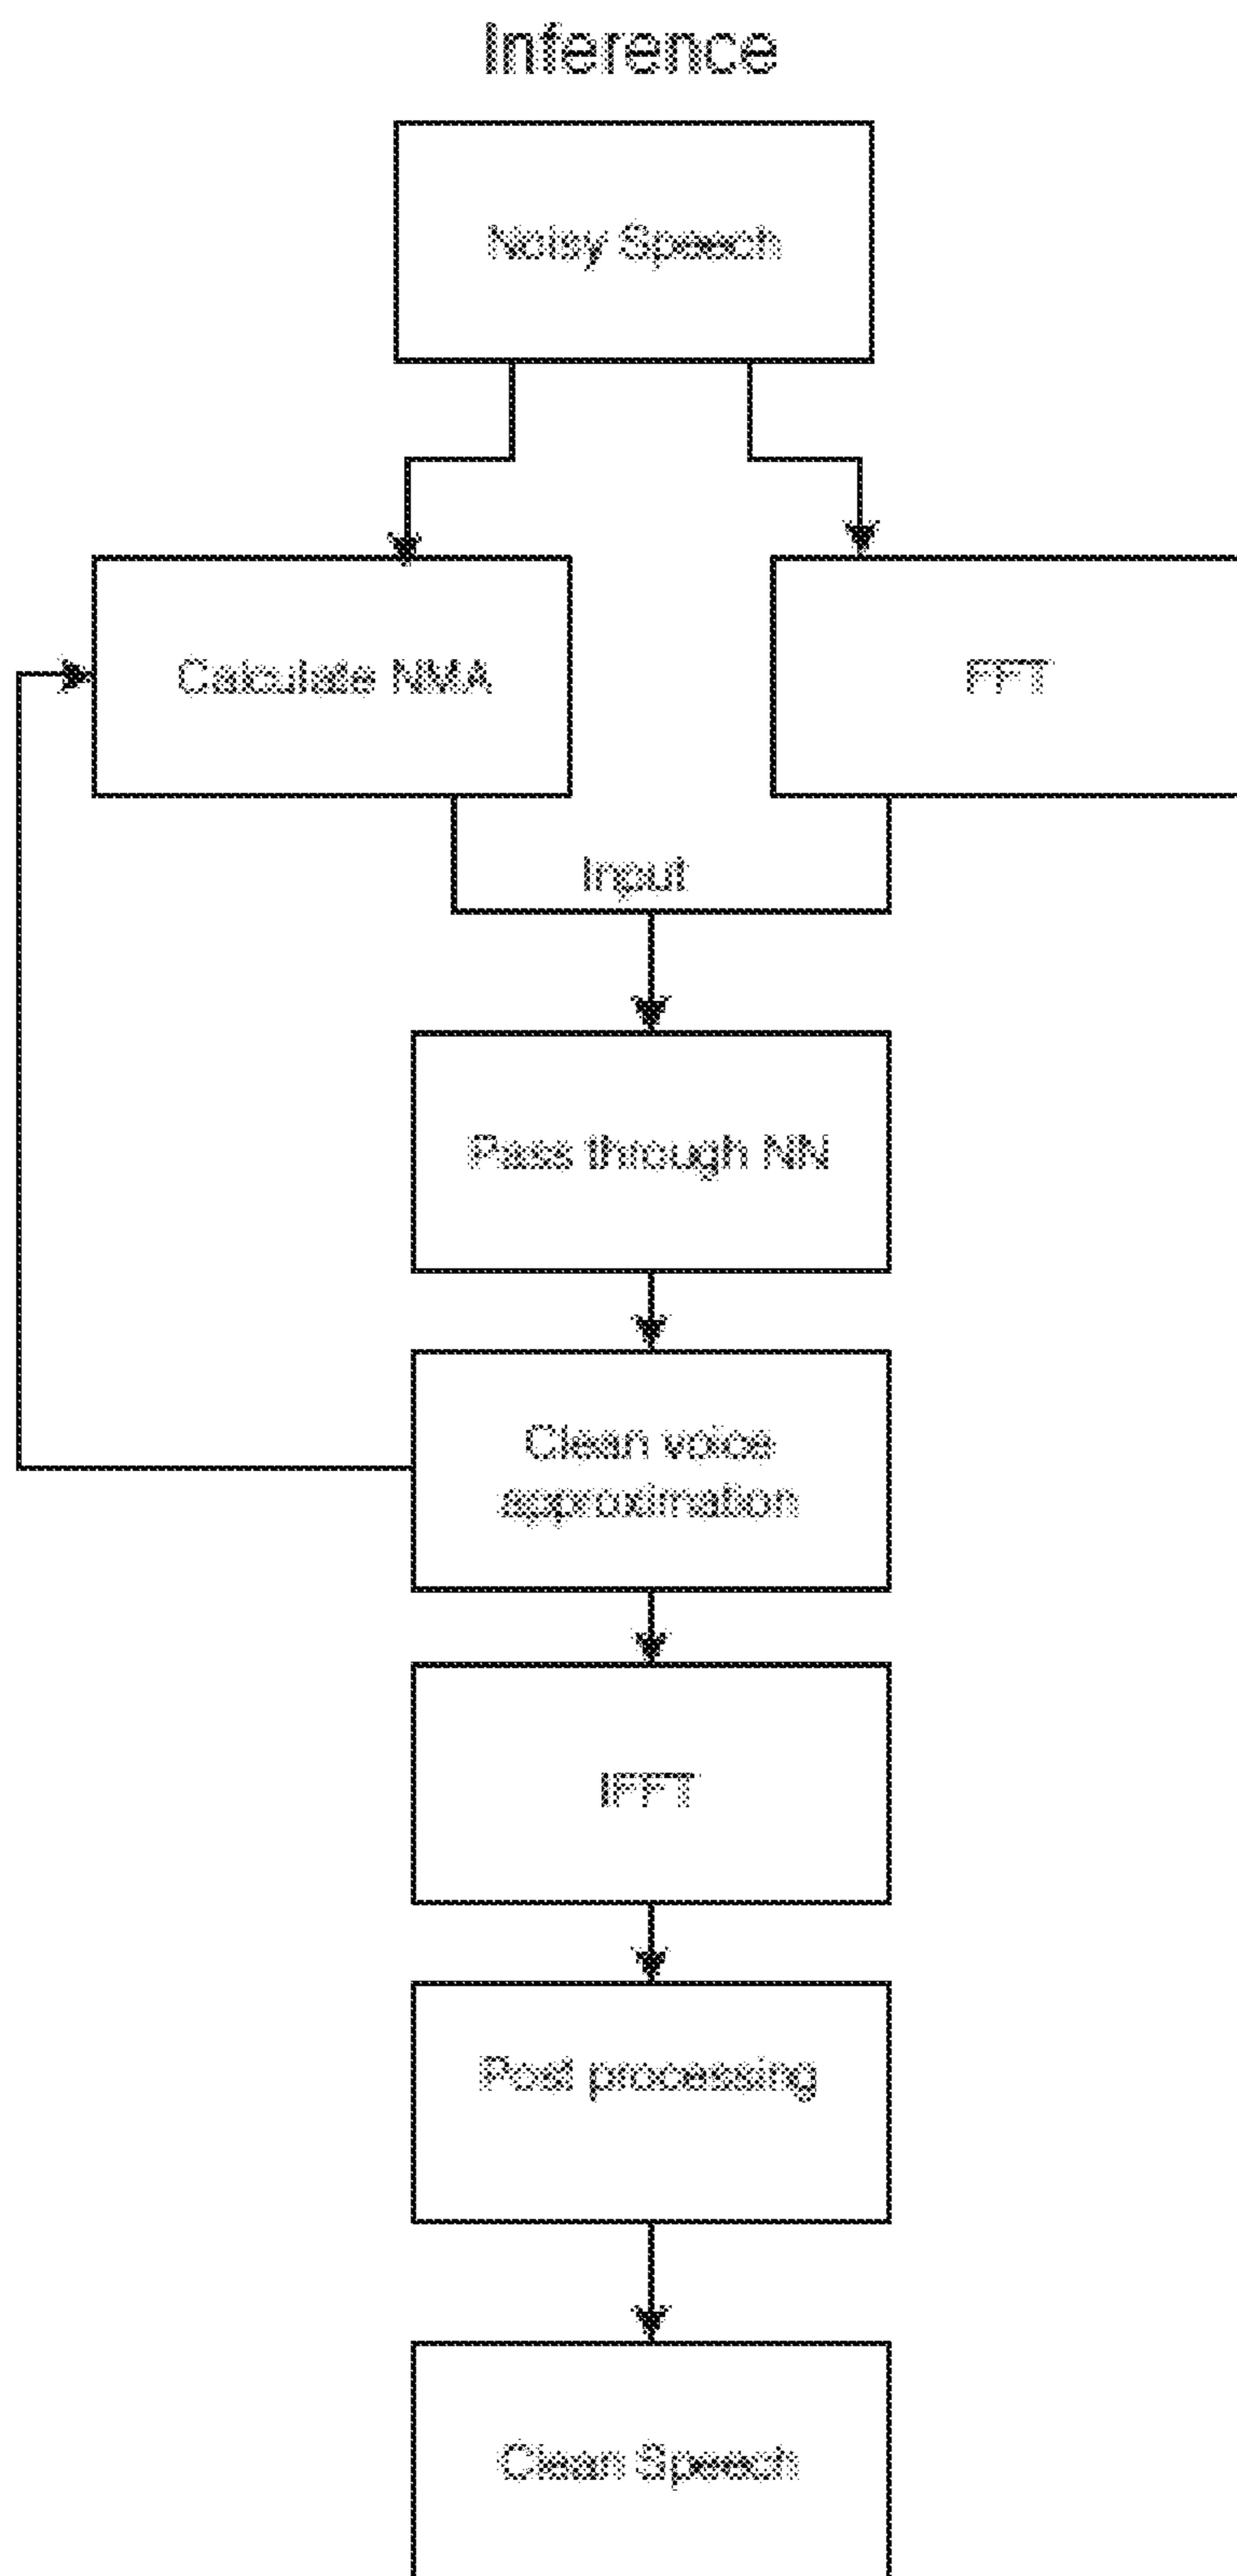 Inference
Noisy Speech
Calculate NMA
FFT
Input
Pass through NN
Clean voice
approximation
IFFT
Post processing
Clean Speech